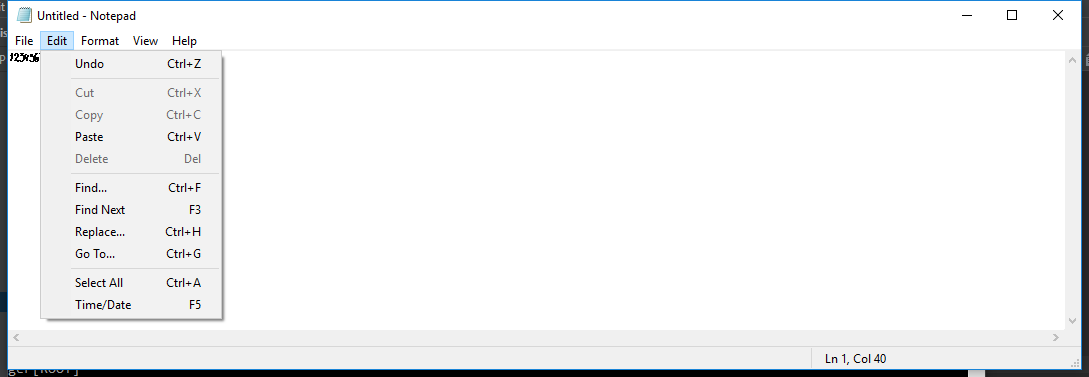 Untitled - Notepad
File Edit Format View Help
123456
Undo Ctrl+Z
Cut Ctrl+X
Copy Ctrl+C
Paste Ctrl+V
Delete Del
Find... Ctrl+F
Find Next F3
Replace... Ctrl+H
Go To... Ctrl+G
Select All Ctrl+A
Time/Date F5
Ln 1, Col 40